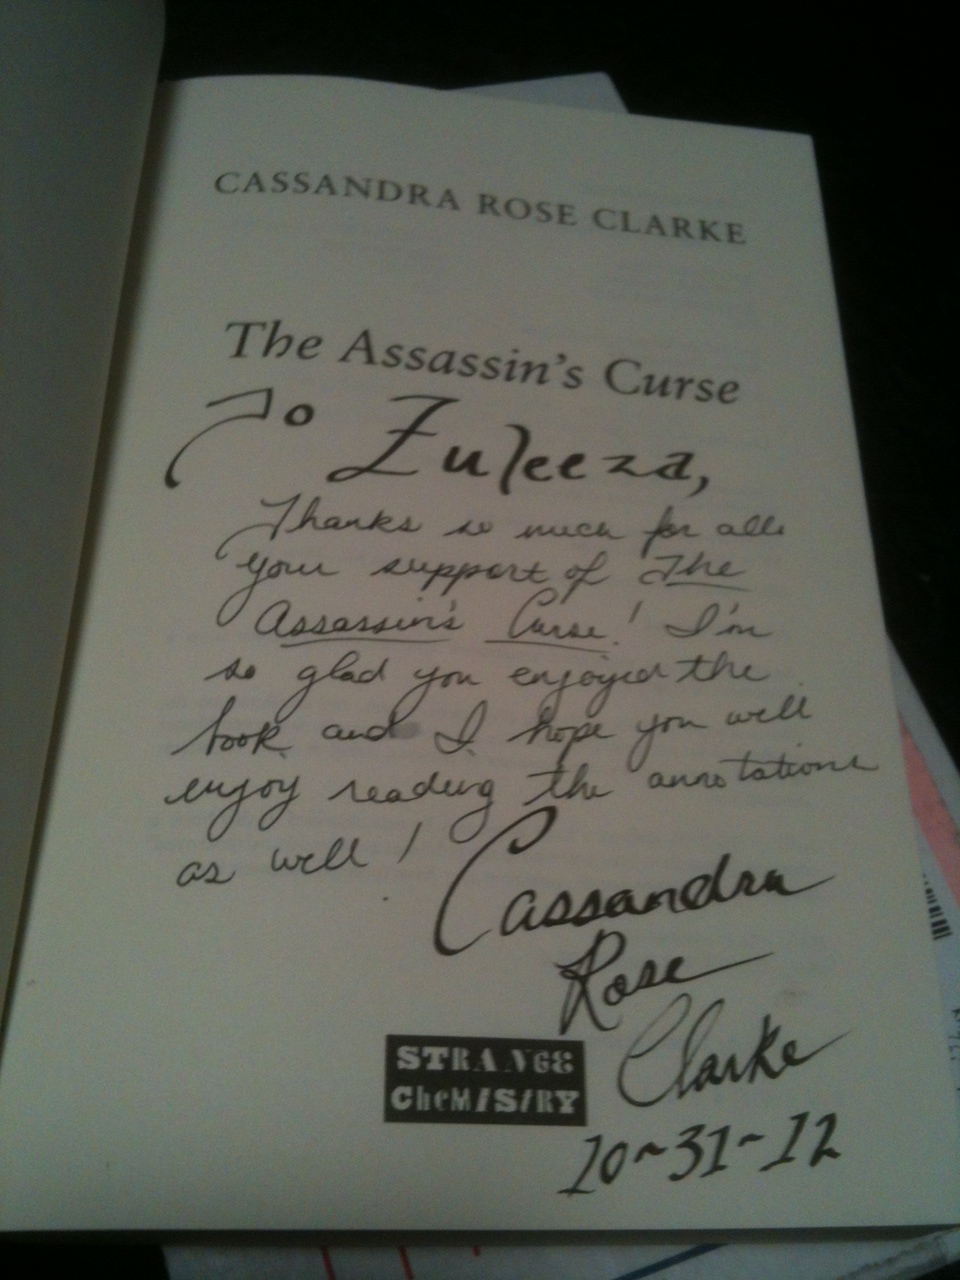 CASSANDRA ROSE CLARKE
The Assassin's Curse
To Zuleeza,
Thanks so much for all
your support of The
Assassin's Curse! I'm
so glad you enjoyed the
book and I hope you will
enjoy reading the annotations
as well!
Cassandra
Rose
Clarke
STRANGE
CHEMISTRY
10-31-12